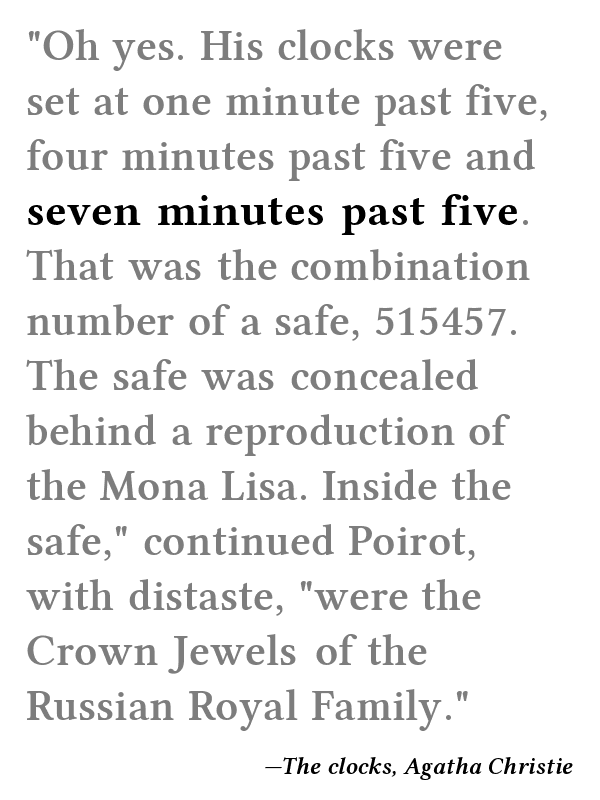 "Oh yes. His clocks were
set at one minute past five,
four minutes past five and
seven minutes past five.
That was the combination
number of a safe, 515457.
The safe was concealed
behind a reproduction of
the Mona Lisa. Inside the
safe," continued Poirot,
with distaste, "were the
Crown Jewels of the
Russian Royal Family."
—The clocks, Agatha Christie